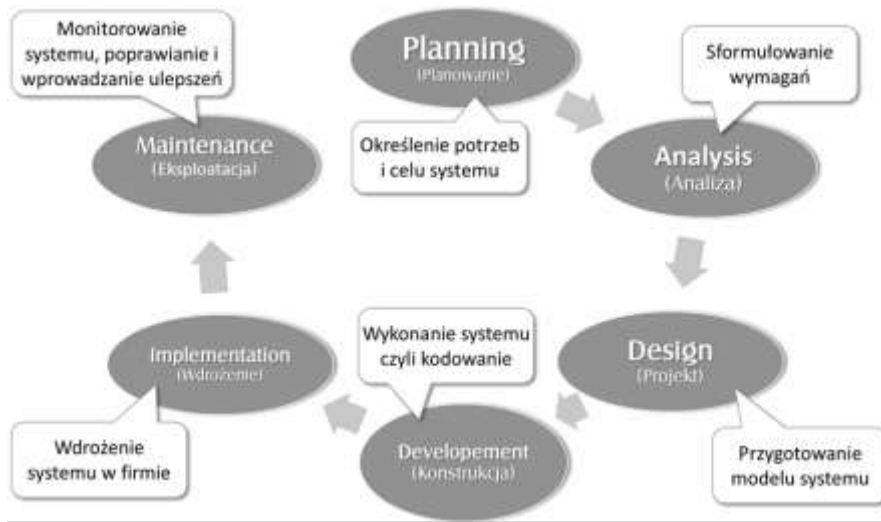 Planning
(Planowanie)
Określenie potrzeb
i celu systemu
Sformułowanie
wymagań
Analysis
(Analiza)
Design
(Projekt)
Przygotowanie
modelu systemu
Wykonanie systemu
czyli kodowanie
Developement
(Konstrukcja)
Implementation
(Wdrożenie)
Wdrożenie
systemu w firmie
Monitorowanie
systemu, poprawianie i
wprowadzanie ulepszeń
Maintenance
(Eksploatacja)